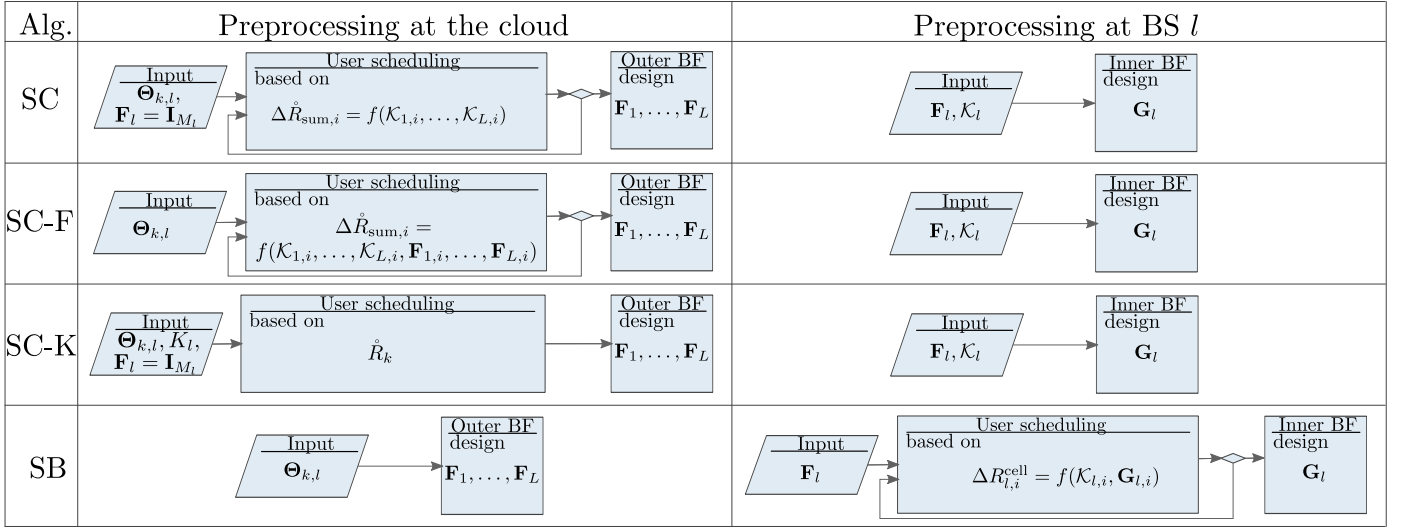 Alg. Preprocessing at the cloud Preprocessing at BS l
SC
Input
Θ_{k,l},
F_l = I_{M_l}
User scheduling
based on
ΔR̊_{sum,i} = f(𝒦_{1,i}, . . . , 𝒦_{L,i})
Outer BF
design
F_1, . . . , F_L
Input
F_l, 𝒦_l
Inner BF
design
G_l
SC-F
Input
Θ_{k,l}
User scheduling
based on
ΔR̊_{sum,i} =
f(𝒦_{1,i}, . . . , 𝒦_{L,i}, F_{1,i}, . . . , F_{L,i})
Outer BF
design
F_1, . . . , F_L
Input
F_l, 𝒦_l
Inner BF
design
G_l
SC-K
Input
Θ_{k,l}, K_l,
F_l = I_{M_l}
User scheduling
based on
R̊_k
Outer BF
design
F_1, . . . , F_L
Input
F_l, 𝒦_l
Inner BF
design
G_l
SB
Input
Θ_{k,l}
Outer BF
design
F_1, . . . , F_L
Input
F_l
User scheduling
based on
ΔR^{cell}_{l,i} = f(𝒦_{l,i}, G_{l,i})
Inner BF
design
G_l